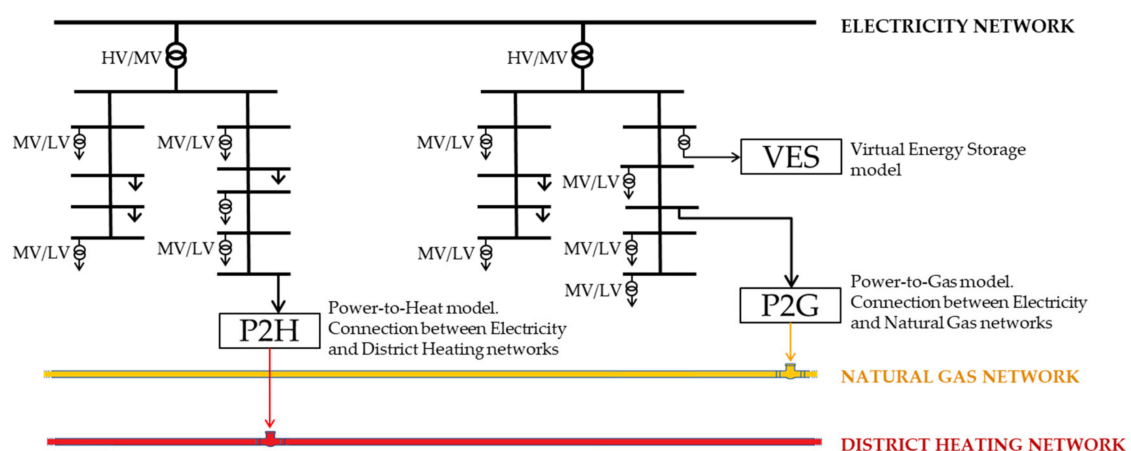 ELECTRICITY NETWORK
HV/MV
HV/MV
MV/LV
MV/LV
MV/LV
VES
Virtual Energy Storage
model
MV/LV
MV/LV
MV/LV
MV/LV
MV/LV
MV/LV
Power-to-Heat model.
Connection between Electricity
and District Heating networks
P2H
Power-to-Gas model.
Connection between Electricity
and Natural Gas networks
P2G
NATURAL GAS NETWORK
DISTRICT HEATING NETWORK